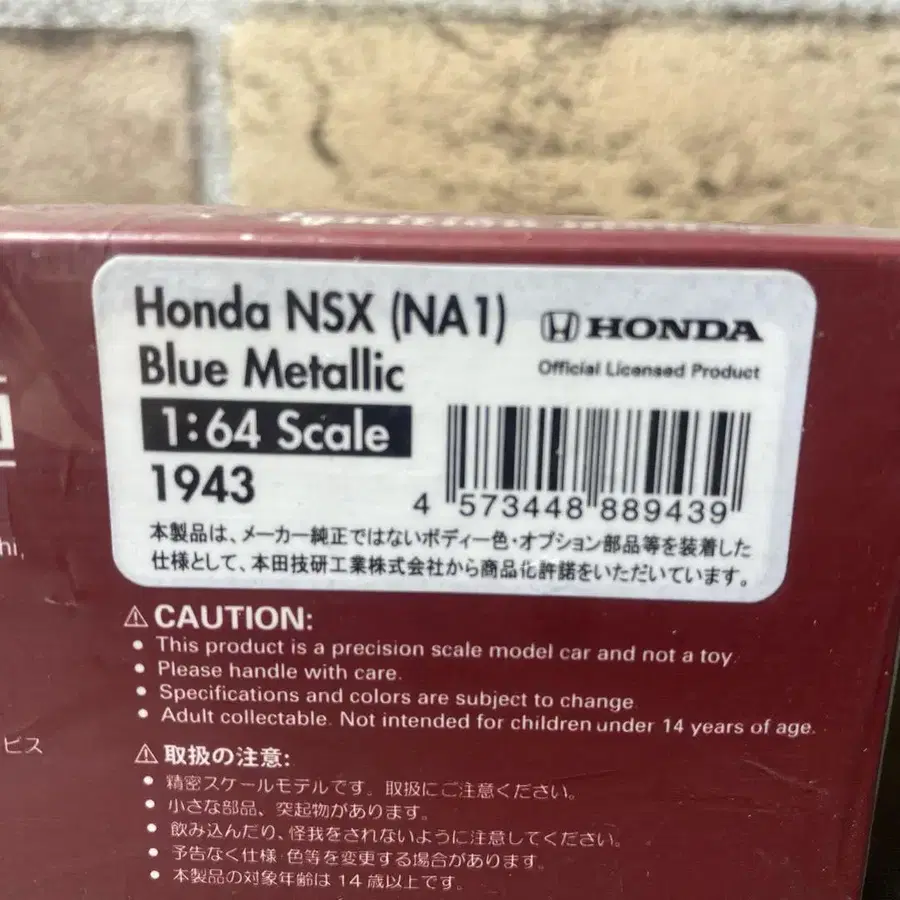 Honda NSX (NA1)
Blue Metallic
1:64 Scale
1943
HONDA
Official Licensed Product
4 573448 889439
本製品は、メーカー純正ではないボディー色・オプション部品等を装着した
仕様として、本田技研工業株式会社から商品化許諾をいただいています。
hi,
⚠ CAUTION:
• This product is a precision scale model car and not a toy.
• Please handle with care.
• Specifications and colors are subject to change
• Adult collectable. Not intended for children under 14 years of age.
ビス
⚠ 取扱の注意:
• 精密スケールモデルです。取扱にご注意ください。
• 小さな部品、突起物があります。
• 飲み込んだり、怪我をされないように注意してください。
• 予告なく仕様・色等を変更する場合があります。
• 本製品の対象年齢は14歳以上です。